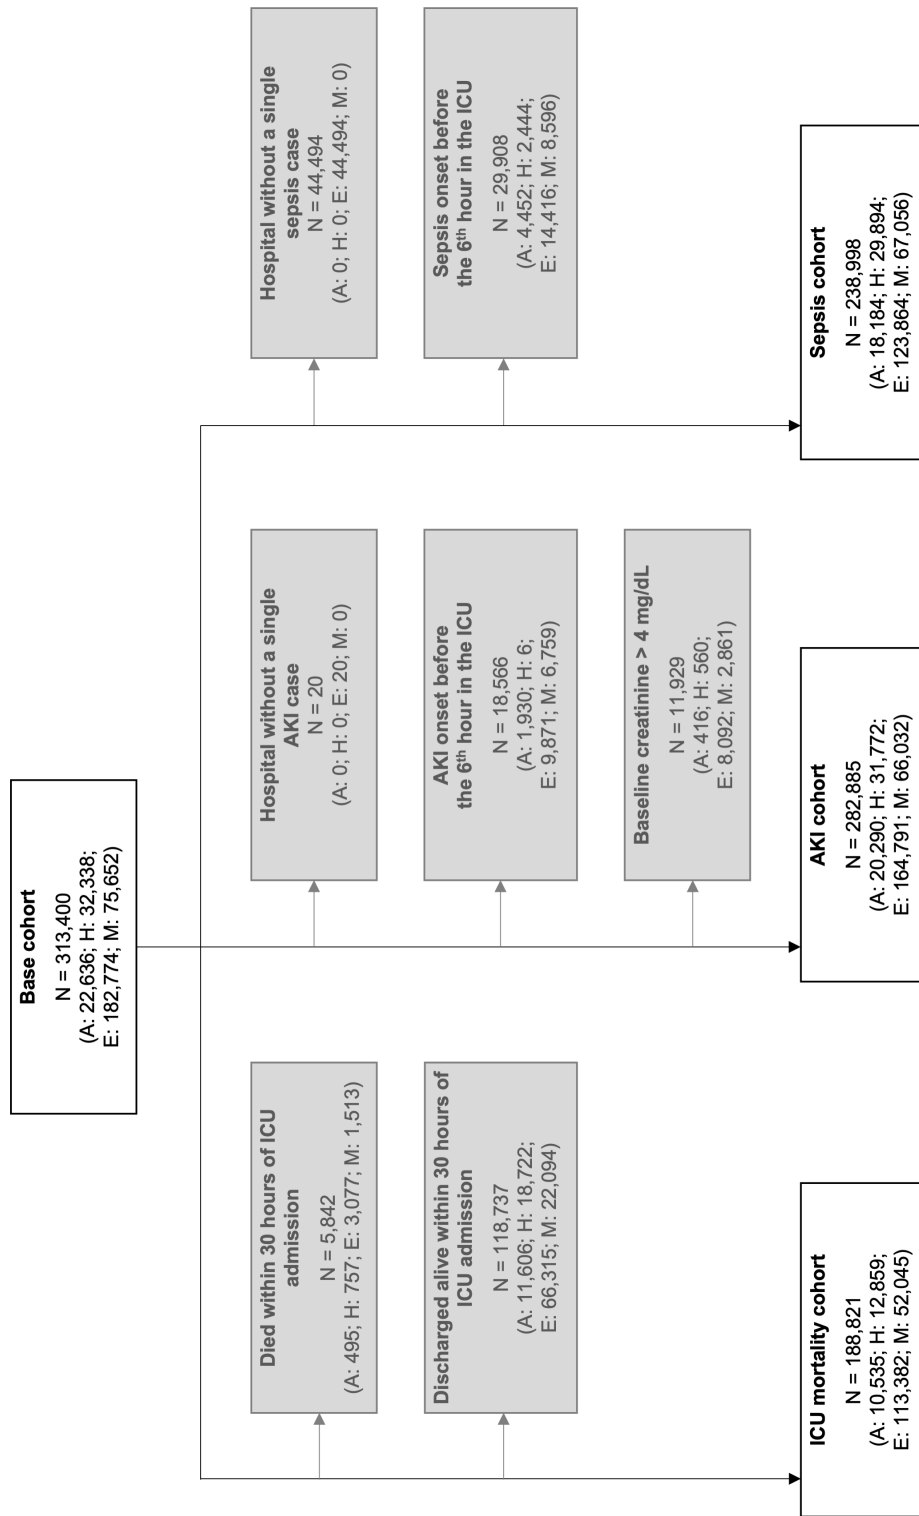 Base cohort
N = 313,400
(A: 22,636; H: 32,338;
E: 182,774; M: 75,652)
Died within 30 hours of ICU
admission
N = 5,842
(A: 495; H: 757; E: 3,077; M: 1,513)
Discharged alive within 30 hours of
ICU admission
N = 118,737
(A: 11,606; H: 18,722;
E: 66,315; M: 22,094)
ICU mortality cohort
N = 188,821
(A: 10,535; H: 12,859;
E: 113,382; M: 52,045)
Hospital without a single
AKI case
N = 20
(A: 0; H: 0; E: 20; M: 0)
AKI onset before
the 6th hour in the ICU
N = 18,566
(A: 1,930; H: 6;
E: 9,871; M: 6,759)
Baseline creatinine > 4 mg/dL
N = 11,929
(A: 416; H: 560;
E: 8,092; M: 2,861)
AKI cohort
N = 282,885
(A: 20,290; H: 31,772;
E: 164,791; M: 66,032)
Hospital without a single
sepsis case
N = 44,494
(A: 0; H: 0; E: 44,494; M: 0)
Sepsis onset before
the 6th hour in the ICU
N = 29,908
(A: 4,452; H: 2,444;
E: 14,416; M: 8,596)
Sepsis cohort
N = 238,998
(A: 18,184; H: 29,894;
E: 123,864; M: 67,056)